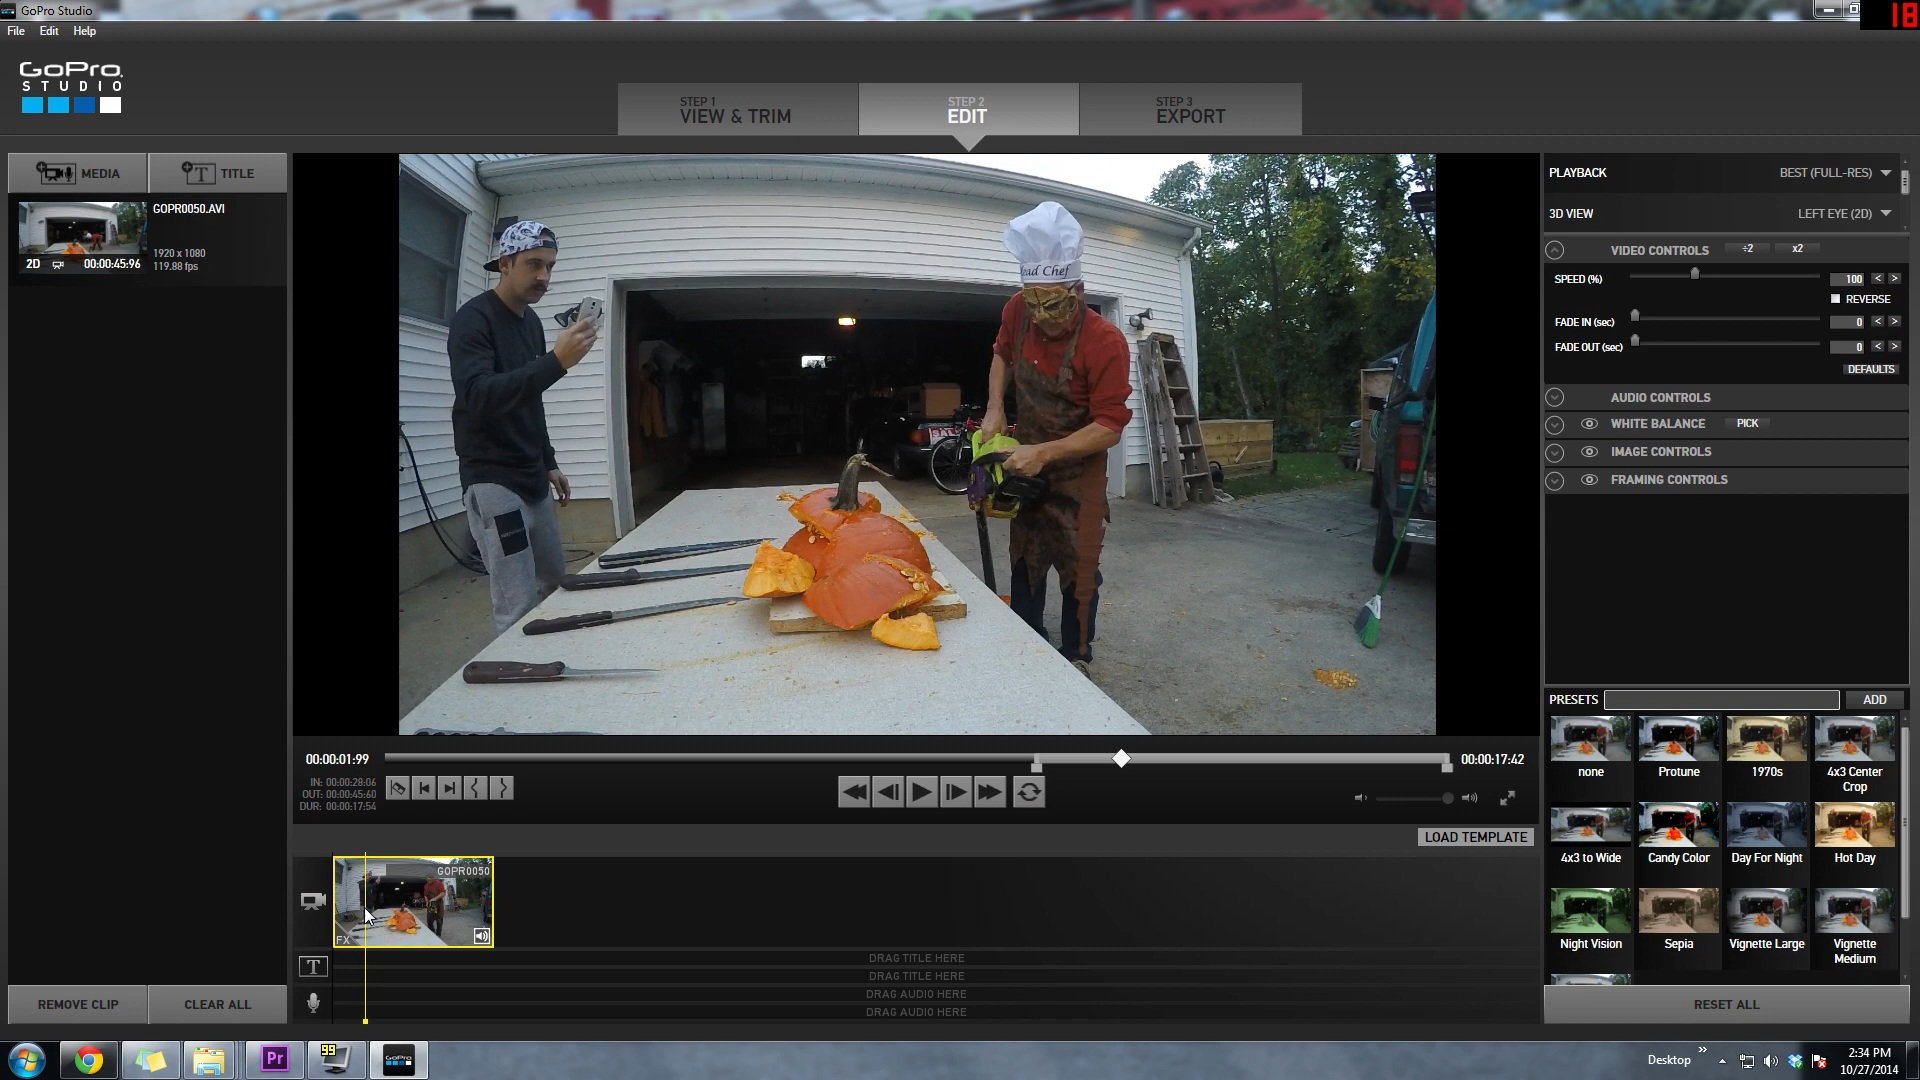 GoPro Studio
18
File Edit Help
GoPro
STUDIO
STEP 1
VIEW & TRIM
STEP 2
EDIT
STEP 3
EXPORT
MEDIA
T TITLE
GOPR0050.AVI
1920 x 1080
119.88 fps
2D 00:00:45:96
Head Chef
SALE
PLAYBACK BEST (FULL-RES)
3D VIEW LEFT EYE (2D)
VIDEO CONTROLS ÷2 x2
SPEED (%) 100 < >
REVERSE
FADE IN (sec) 0 < >
FADE OUT (sec) 0 < >
DEFAULTS
AUDIO CONTROLS
WHITE BALANCE PICK
IMAGE CONTROLS
FRAMING CONTROLS
PRESETS ADD
none Protune 1970s 4x3 Center
Crop
4x3 to Wide Candy Color Day For Night Hot Day
Night Vision Sepia Vignette Large Vignette
Medium
RESET ALL
00:00:01:99 00:00:17:42
IN: 00:00:28:06
OUT: 00:00:45:60
DUR: 00:00:17:54
LOAD TEMPLATE
GOPR0050
FX
T
DRAG TITLE HERE
DRAG TITLE HERE
DRAG AUDIO HERE
DRAG AUDIO HERE
REMOVE CLIP CLEAR ALL
Pr
99
GoPro
Desktop
2:34 PM
10/27/2014